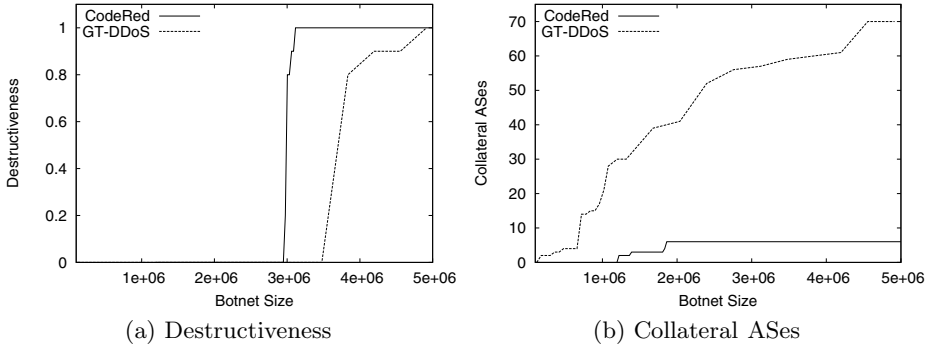 CodeRed
GT-DDoS
1
0.8
0.6
0.4
0.2
0
Destructiveness
1e+06 2e+06 3e+06 4e+06 5e+06
Botnet Size
(a) Destructiveness
CodeRed
GT-DDoS
70
60
50
40
30
20
10
0
Collateral ASes
1e+06 2e+06 3e+06 4e+06 5e+06
Botnet Size
(b) Collateral ASes